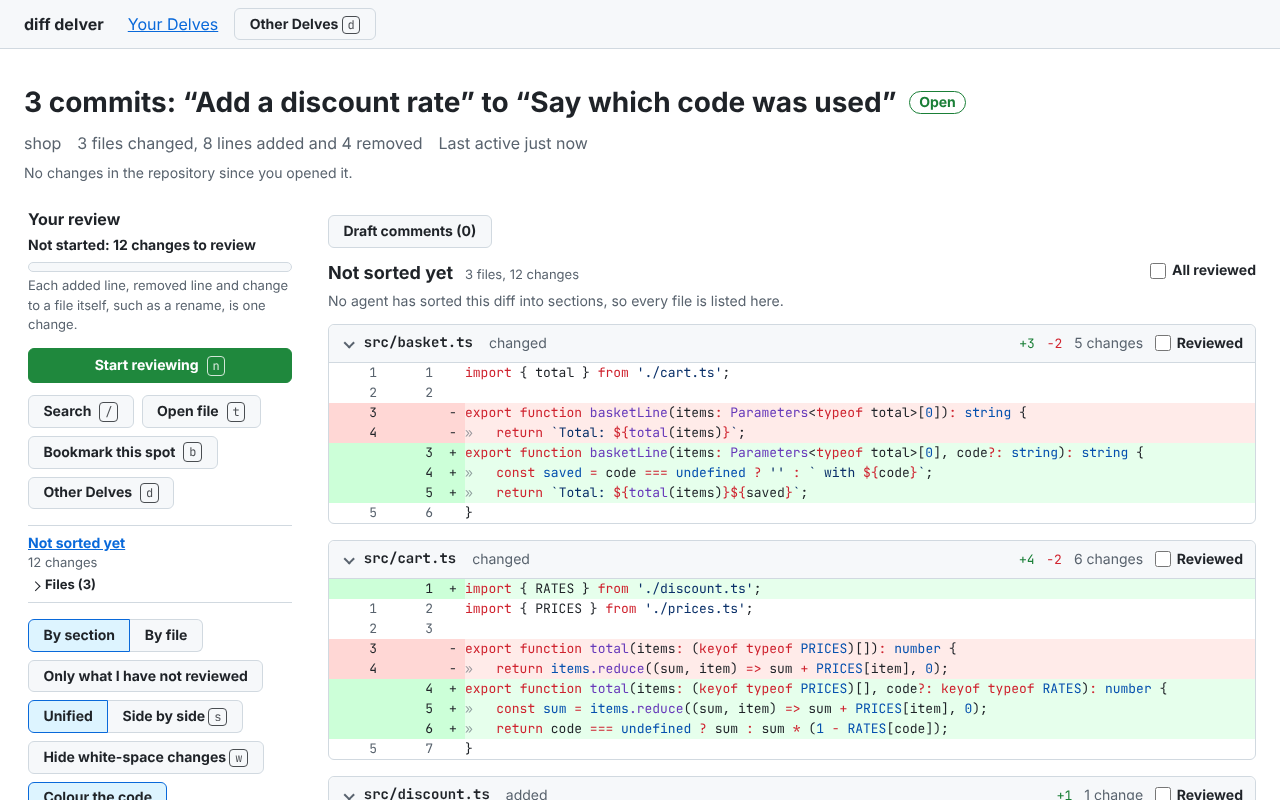 diff delver Your Delves Other Delves d
3 commits: “Add a discount rate” to “Say which code was used” Open
shop 3 files changed, 8 lines added and 4 removed Last active just now
No changes in the repository since you opened it.
Your review
Not started: 12 changes to review
Each added line, removed line and change
to a file itself, such as a rename, is one
change.
Start reviewing n
Search / Open file t
Bookmark this spot b
Other Delves d
Not sorted yet
12 changes
Files (3)
By section By file
Only what I have not reviewed
Unified Side by side s
Hide white-space changes w
Colour the code
Draft comments (0)
Not sorted yet 3 files, 12 changes All reviewed
No agent has sorted this diff into sections, so every file is listed here.
src/basket.ts changed +3 -2 5 changes Reviewed
1 1 import { total } from './cart.ts';
2 2
3 - export function basketLine(items: Parameters<typeof total>[0]): string {
4 - » return `Total: ${total(items)}`;
3 + export function basketLine(items: Parameters<typeof total>[0], code?: string): string {
4 + » const saved = code === undefined ? '' : ` with ${code}`;
5 + » return `Total: ${total(items)}${saved}`;
5 6 }
src/cart.ts changed +4 -2 6 changes Reviewed
1 + import { RATES } from './discount.ts';
1 2 import { PRICES } from './prices.ts';
2 3
3 - export function total(items: (keyof typeof PRICES)[]): number {
4 - » return items.reduce((sum, item) => sum + PRICES[item], 0);
4 + export function total(items: (keyof typeof PRICES)[], code?: keyof typeof RATES): number {
5 + » const sum = items.reduce((sum, item) => sum + PRICES[item], 0);
6 + » return code === undefined ? sum : sum * (1 - RATES[code]);
5 7 }
src/discount.ts added +1 1 change Reviewed